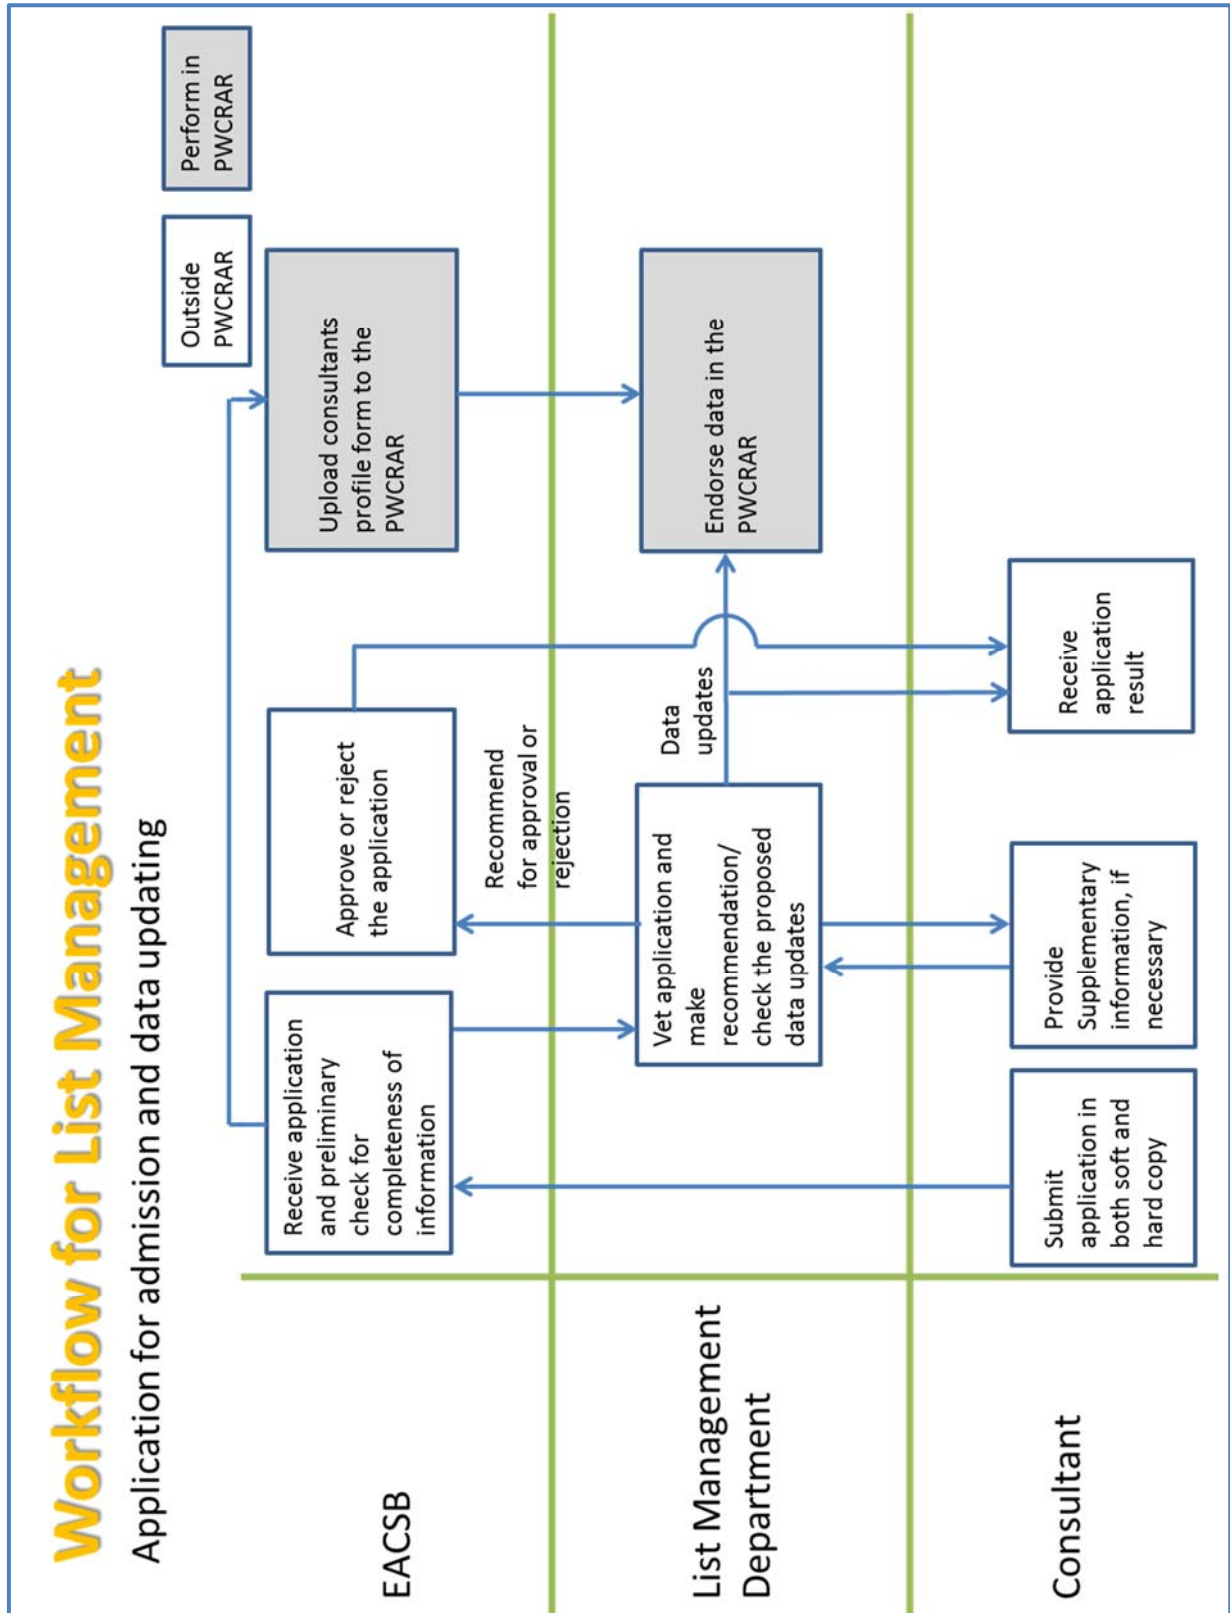 Workflow for List Management
Application for admission and data updating
Outside
PWCRAR
Perform in
PWCRAR
EACSB
Receive application
and preliminary
check for
completeness of
information
Approve or reject
the application
Upload consultants
profile form to the
PWCRAR
Recommend
for approval or
rejection
List Management
Department
Vet application and
make
recommendation/
check the proposed
data updates
Data
updates
Endorse data in the
PWCRAR
Consultant
Submit
application in
both soft and
hard copy
Provide
Supplementary
information, if
necessary
Receive
application
result